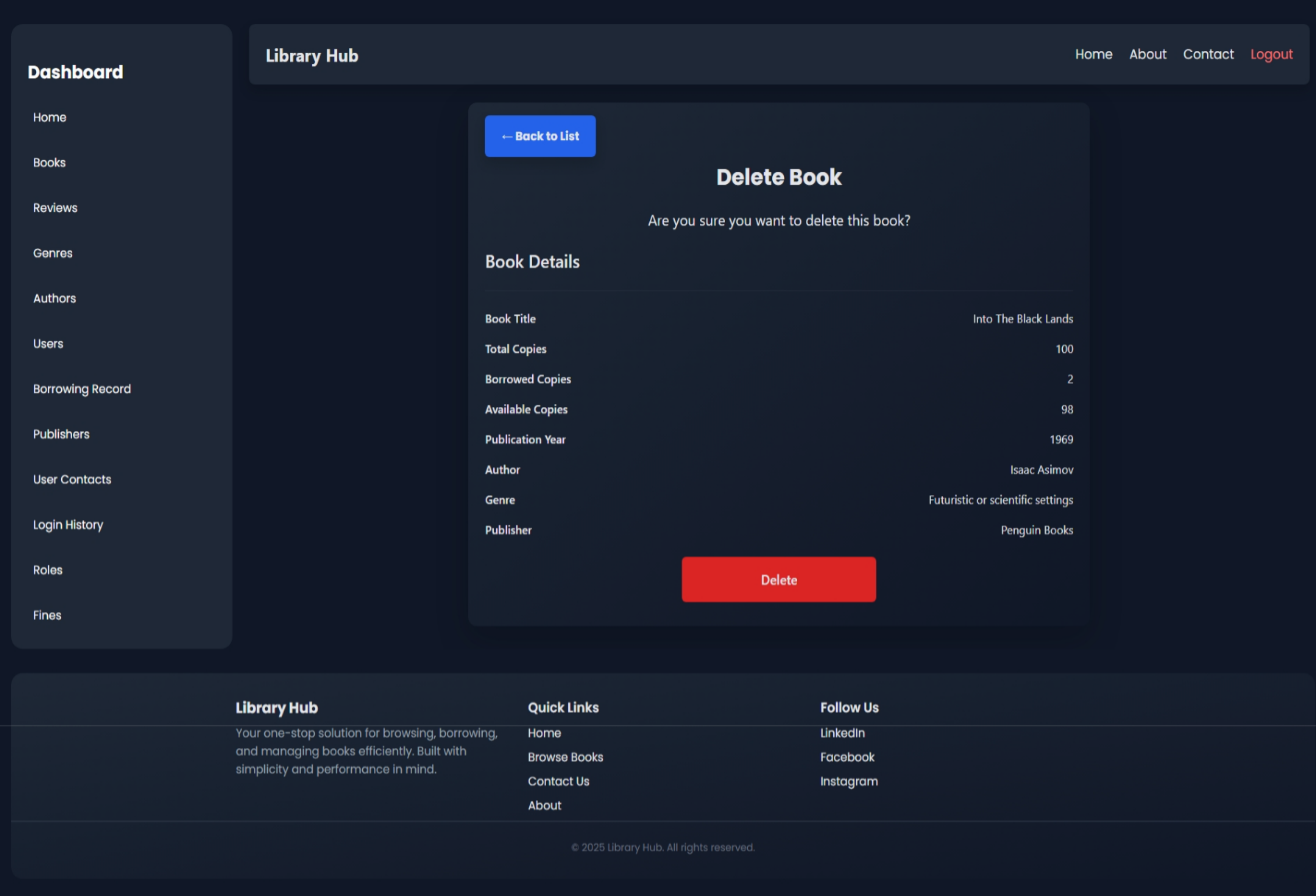 Dashboard
Home
Books
Reviews
Genres
Authors
Users
Borrowing Record
Publishers
User Contacts
Login History
Roles
Fines
Library Hub
Home About Contact Logout
← Back to List
Delete Book
Are you sure you want to delete this book?
Book Details
Book Title Into The Black Lands
Total Copies 100
Borrowed Copies 2
Available Copies 98
Publication Year 1969
Author Isaac Asimov
Genre Futuristic or scientific settings
Publisher Penguin Books
Delete
Library Hub
Your one-stop solution for browsing, borrowing,
and managing books efficiently. Built with
simplicity and performance in mind.
Quick Links
Home
Browse Books
Contact Us
About
Follow Us
LinkedIn
Facebook
Instagram
© 2025 Library Hub. All rights reserved.